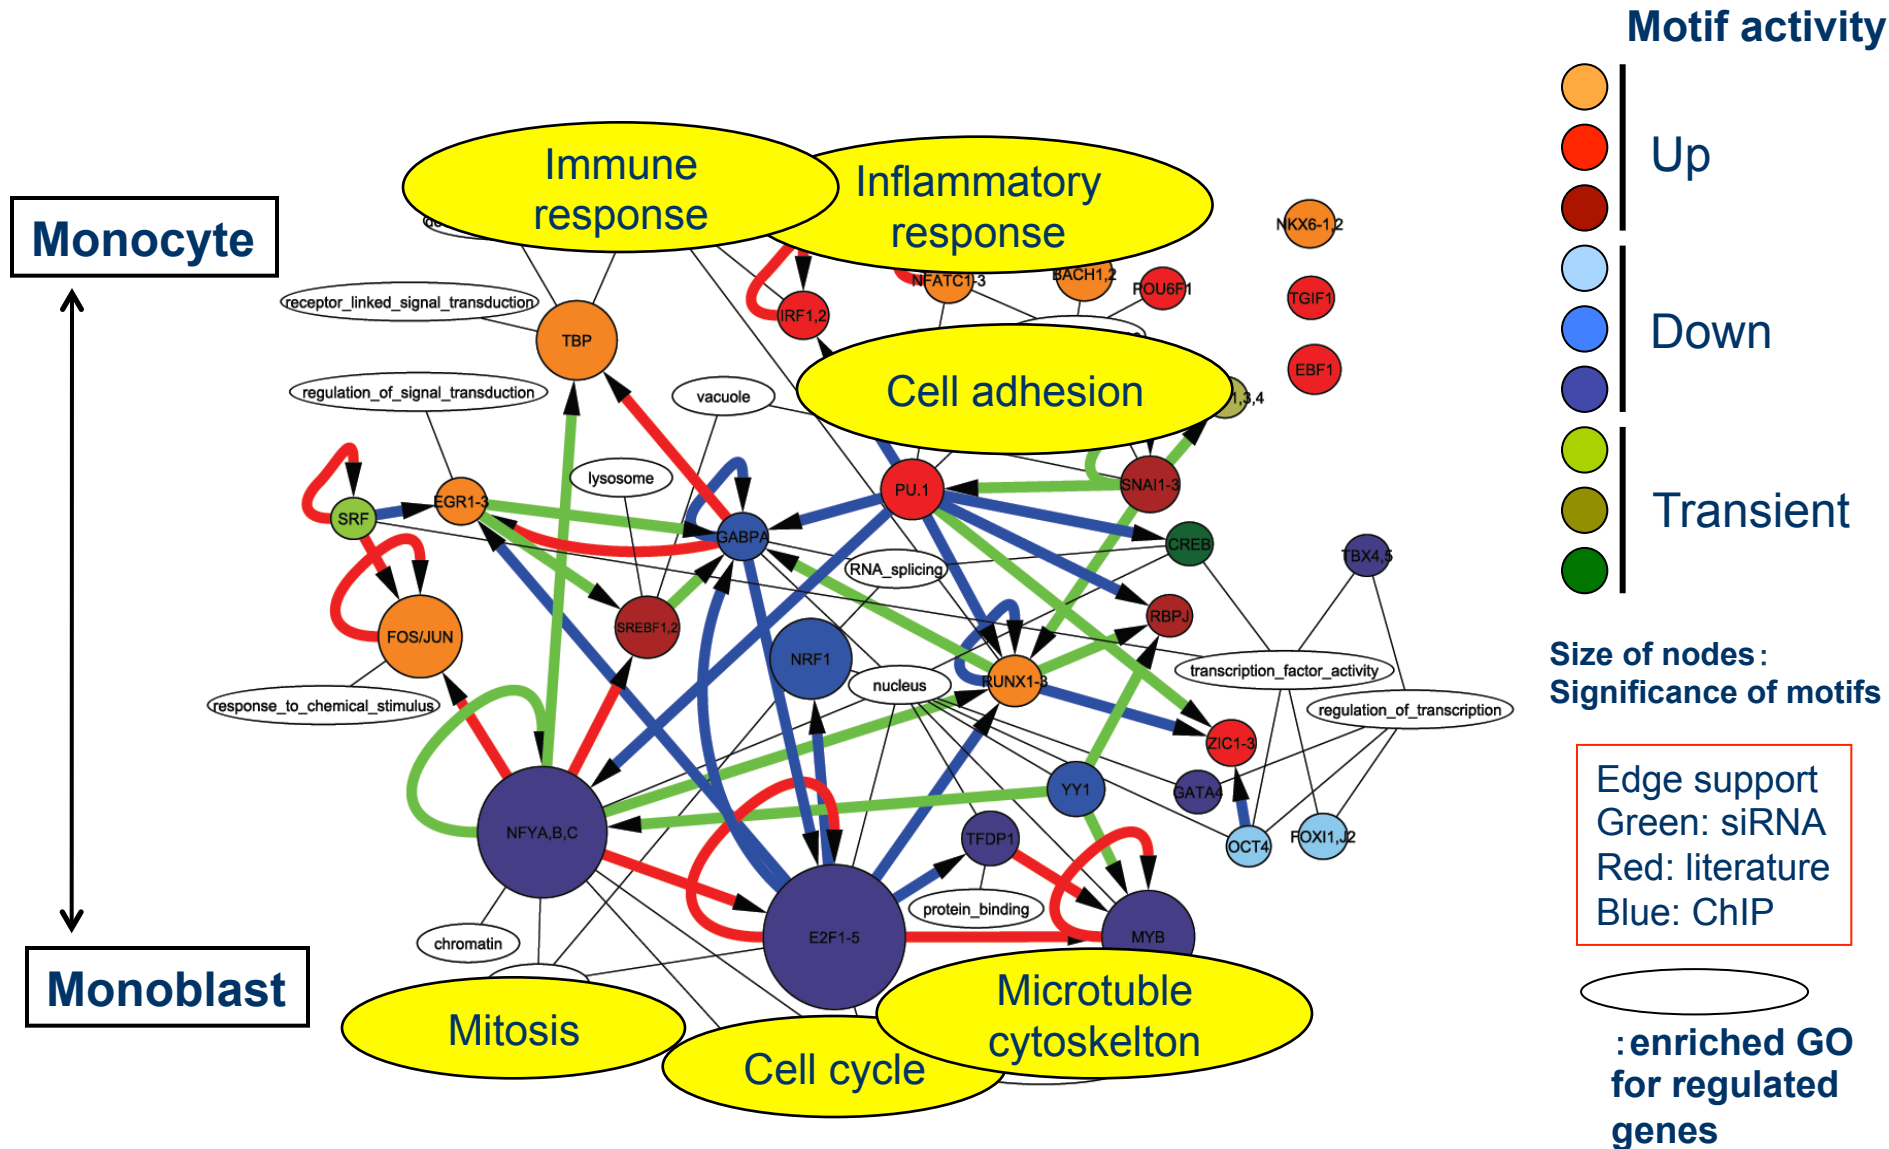 Motif activity
Up
Down
Transient
Size of nodes:
Significance of motifs
Edge support
Green: siRNA
Red: literature
Blue: ChIP
:enriched GO
for regulated
genes
Monocyte
Monoblast
Immune
response
Inflammatory
response
NKX6-1,2
NFATC1-3
BACH1,2
POU6F1
TGIF1
receptor_linked_signal_transduction
IRF1,2
TBP
EBF1
regulation_of_signal_transduction
vacuole
Cell adhesion
1,3,4
lysosome
PU.1
SNAI1-3
EGR1-3
SRF
GABPA
CREB
TBX4,5
RNA_splicing
RBPJ
SREBF1,2
FOS/JUN
NRF1
transcription_factor_activity
nucleus
RUNX1-3
response_to_chemical_stimulus
regulation_of_transcription
ZIC1-3
YY1
GATA4
NFYA,B,C
TFDP1
OCT4
FOXI1,J2
protein_binding
chromatin
E2F1-5
MYB
Mitosis
Cell cycle
Microtuble
cytoskelton